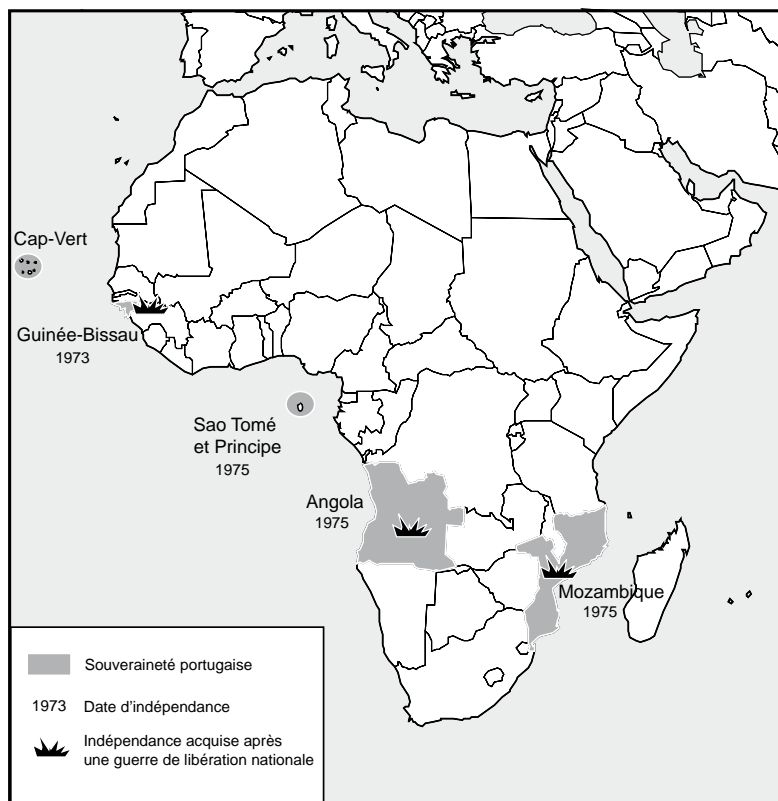 Cap-Vert
Guinée-Bissau
1973
Sao Tomé
et Principe
1975
Angola
1975
Mozambique
1975
Souveraineté portugaise
1973 Date d'indépendance
Indépendance acquise après
une guerre de libération nationale